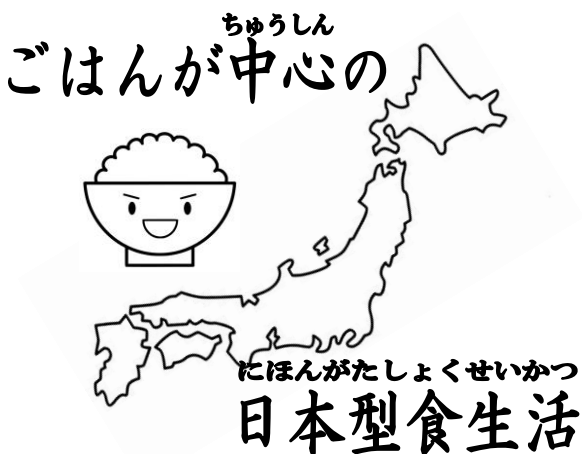 ちゅうしん
ごはんが中心の
にほんがたしょくせいかつ
日本型食生活